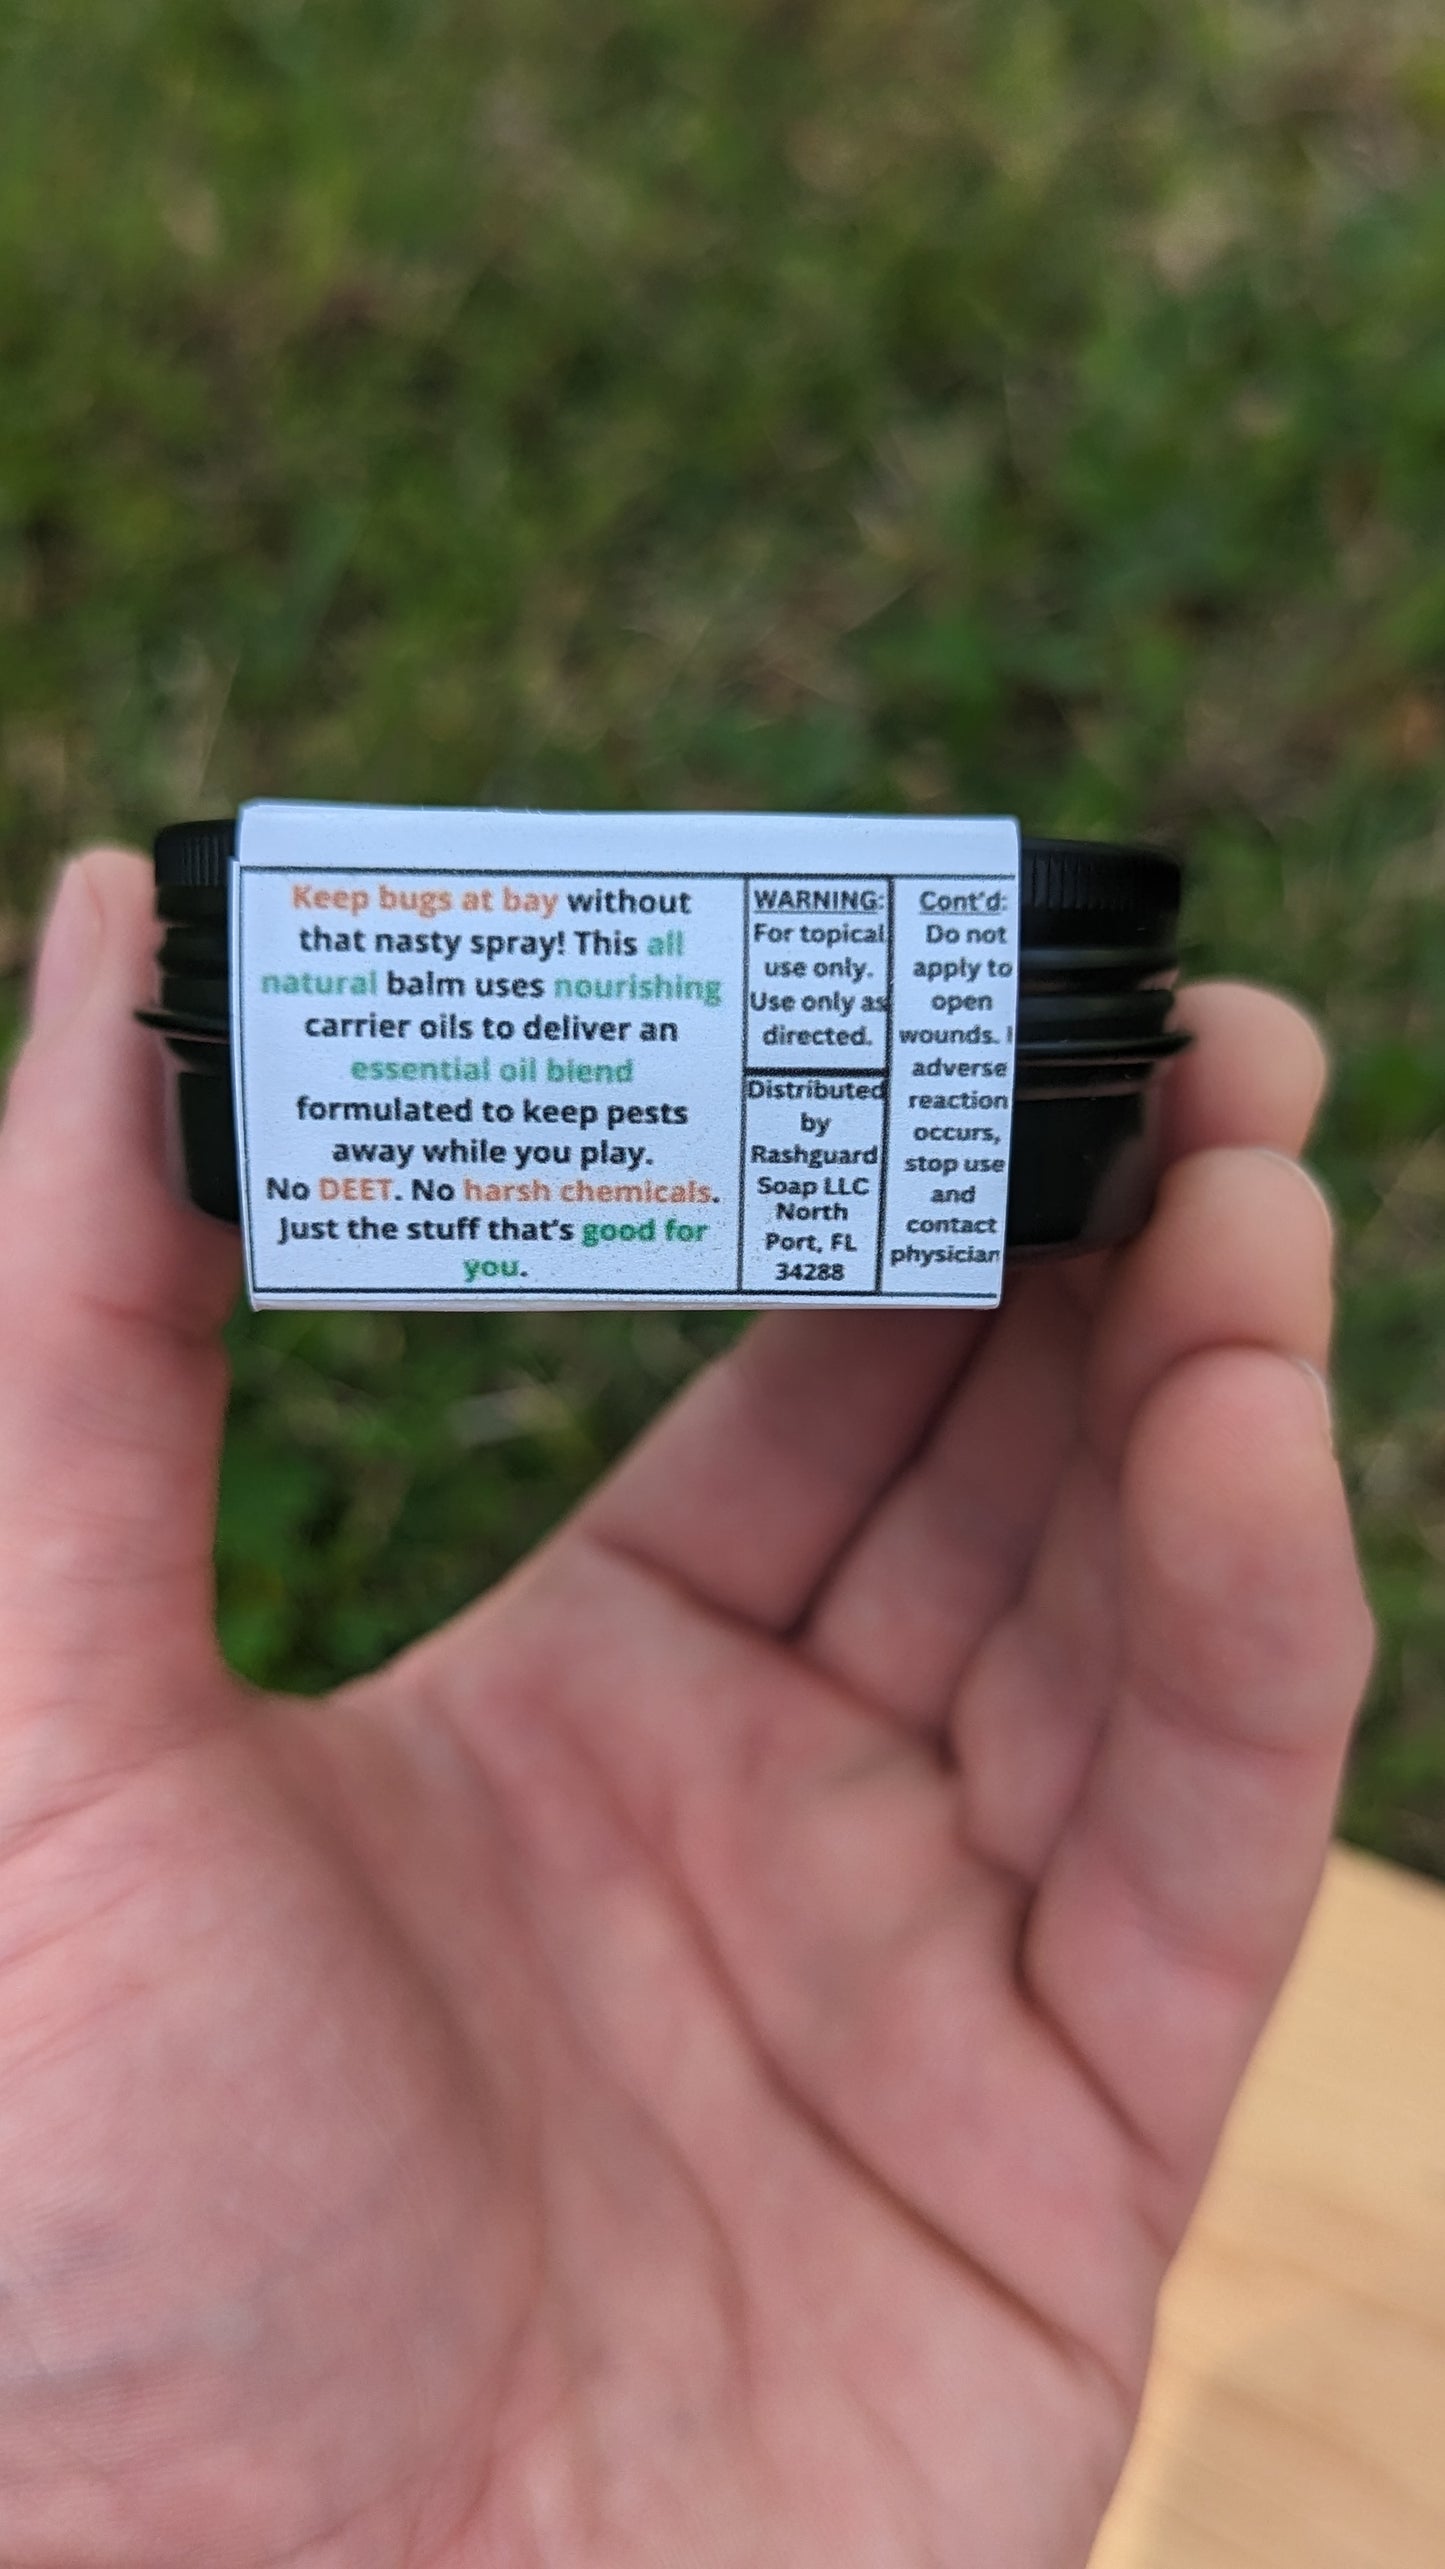 Keep bugs at bay without
that nasty spray! This all
natural balm uses nourishing
carrier oils to deliver an
essential oil blend
formulated to keep pests
away while you play.
No DEET. No harsh chemicals.
Just the stuff that's good for
you.
WARNING:
For topical
use only.
Use only as
directed.
Distributed
by
Rashguard
Soap LLC
North
Port, FL
34288
Cont'd:
Do not
apply to
open
wounds.
adverse
reaction
occurs,
stop use
and
contact
physician